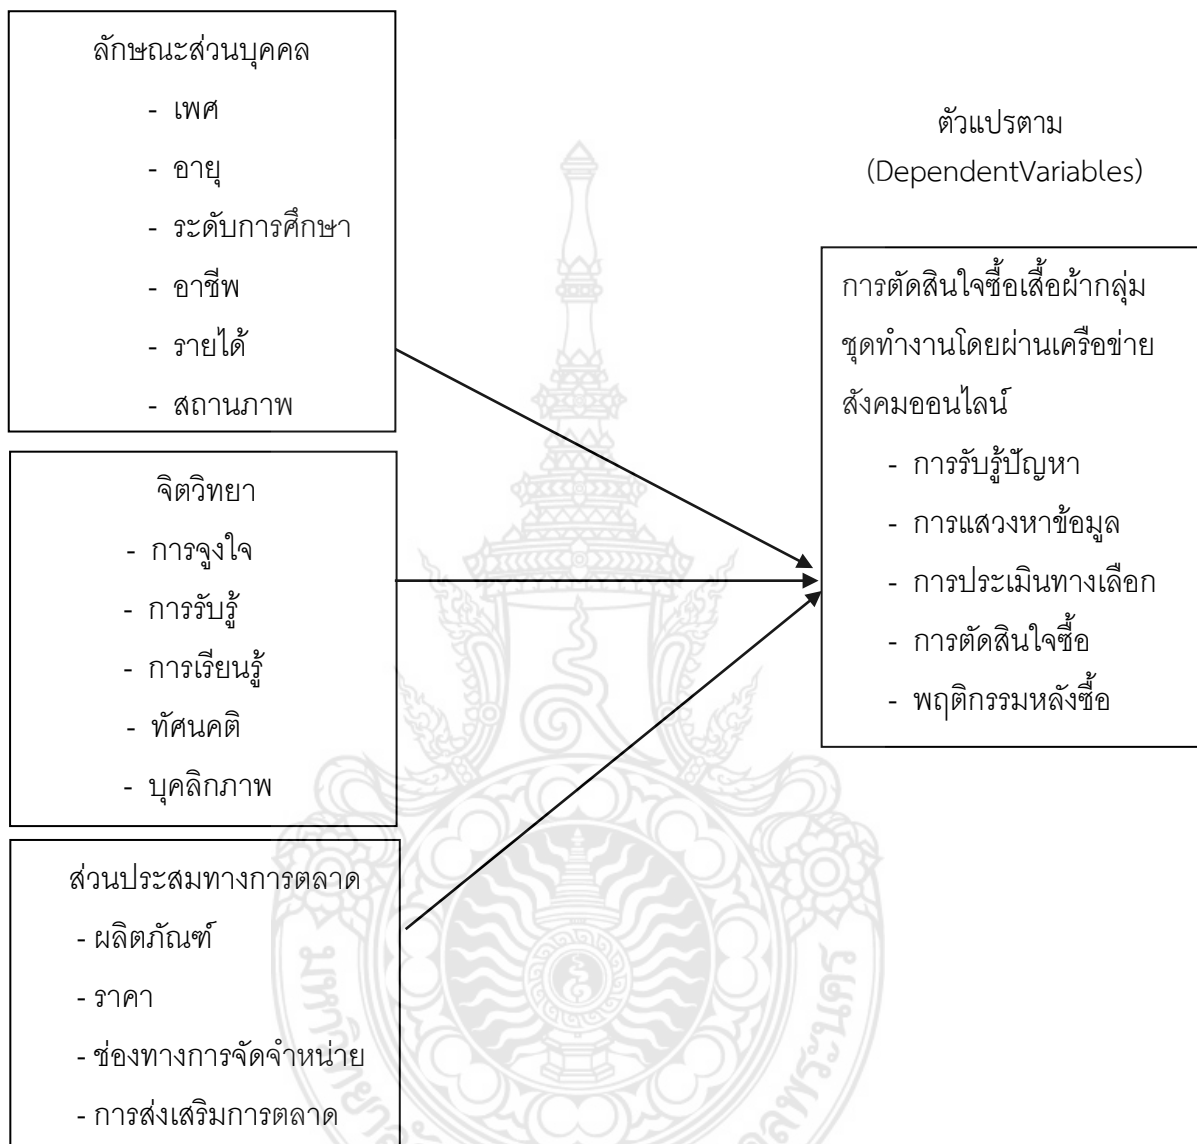 ลักษณะส่วนบุคคล
- เพศ
- อายุ
- ระดับการศึกษา
- อาชีพ
- รายได้
- สถานภาพ
จิตวิทยา
- การจูงใจ
- การรับรู้
- การเรียนรู้
- ทัศนคติ
- บุคลิกภาพ
ส่วนประสมทางการตลาด
- ผลิตภัณฑ์
- ราคา
- ช่องทางการจัดจำหน่าย
- การส่งเสริมการตลาด
ตัวแปรตาม
(DependentVariables)
การตัดสินใจซื้อเสื้อผ้ากลุ่ม
ชุดทำงานโดยผ่านเครือข่าย
สังคมออนไลน์
- การรับรู้ปัญหา
- การแสวงหาข้อมูล
- การประเมินทางเลือก
- การตัดสินใจซื้อ
- พฤติกรรมหลังซื้อ